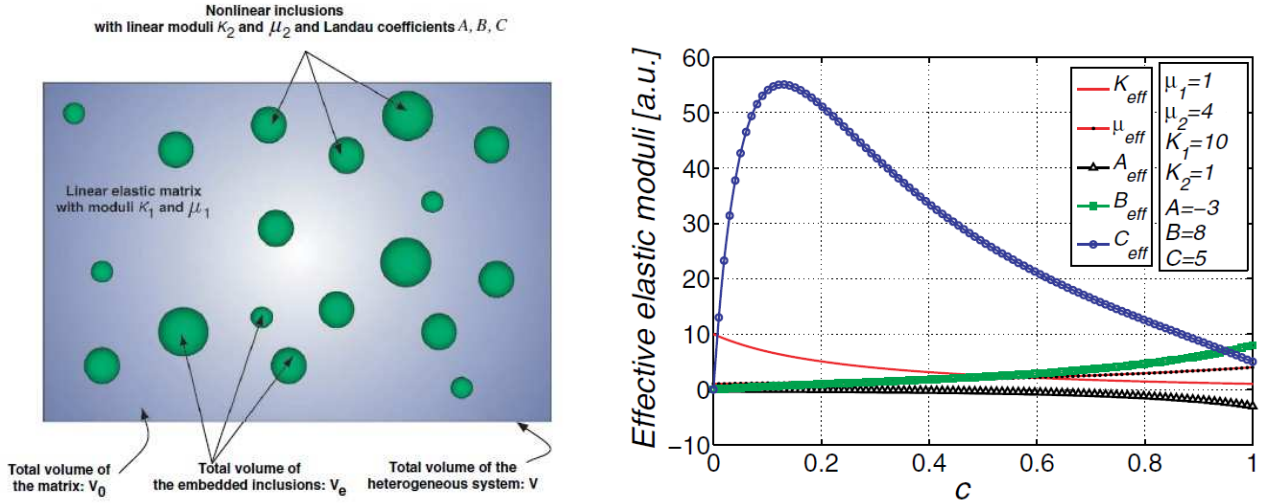 Nonlinear inclusions
with linear moduli K2 and μ2 and Landau coefficients A, B, C
Linear elastic matrix
with moduli K1 and μ1
Total volume of
the matrix: V0
Total volume of
the embedded inclusions: Ve
Total volume of the
heterogeneous system: V
Effective elastic moduli [a.u.]
60
50
40
30
20
10
0
−10
0
0.2
0.4
0.6
0.8
1
c
Keff
μeff
Aeff
Beff
Ceff
μ1=1
μ2=4
K1=10
K2=1
A=−3
B=8
C=5